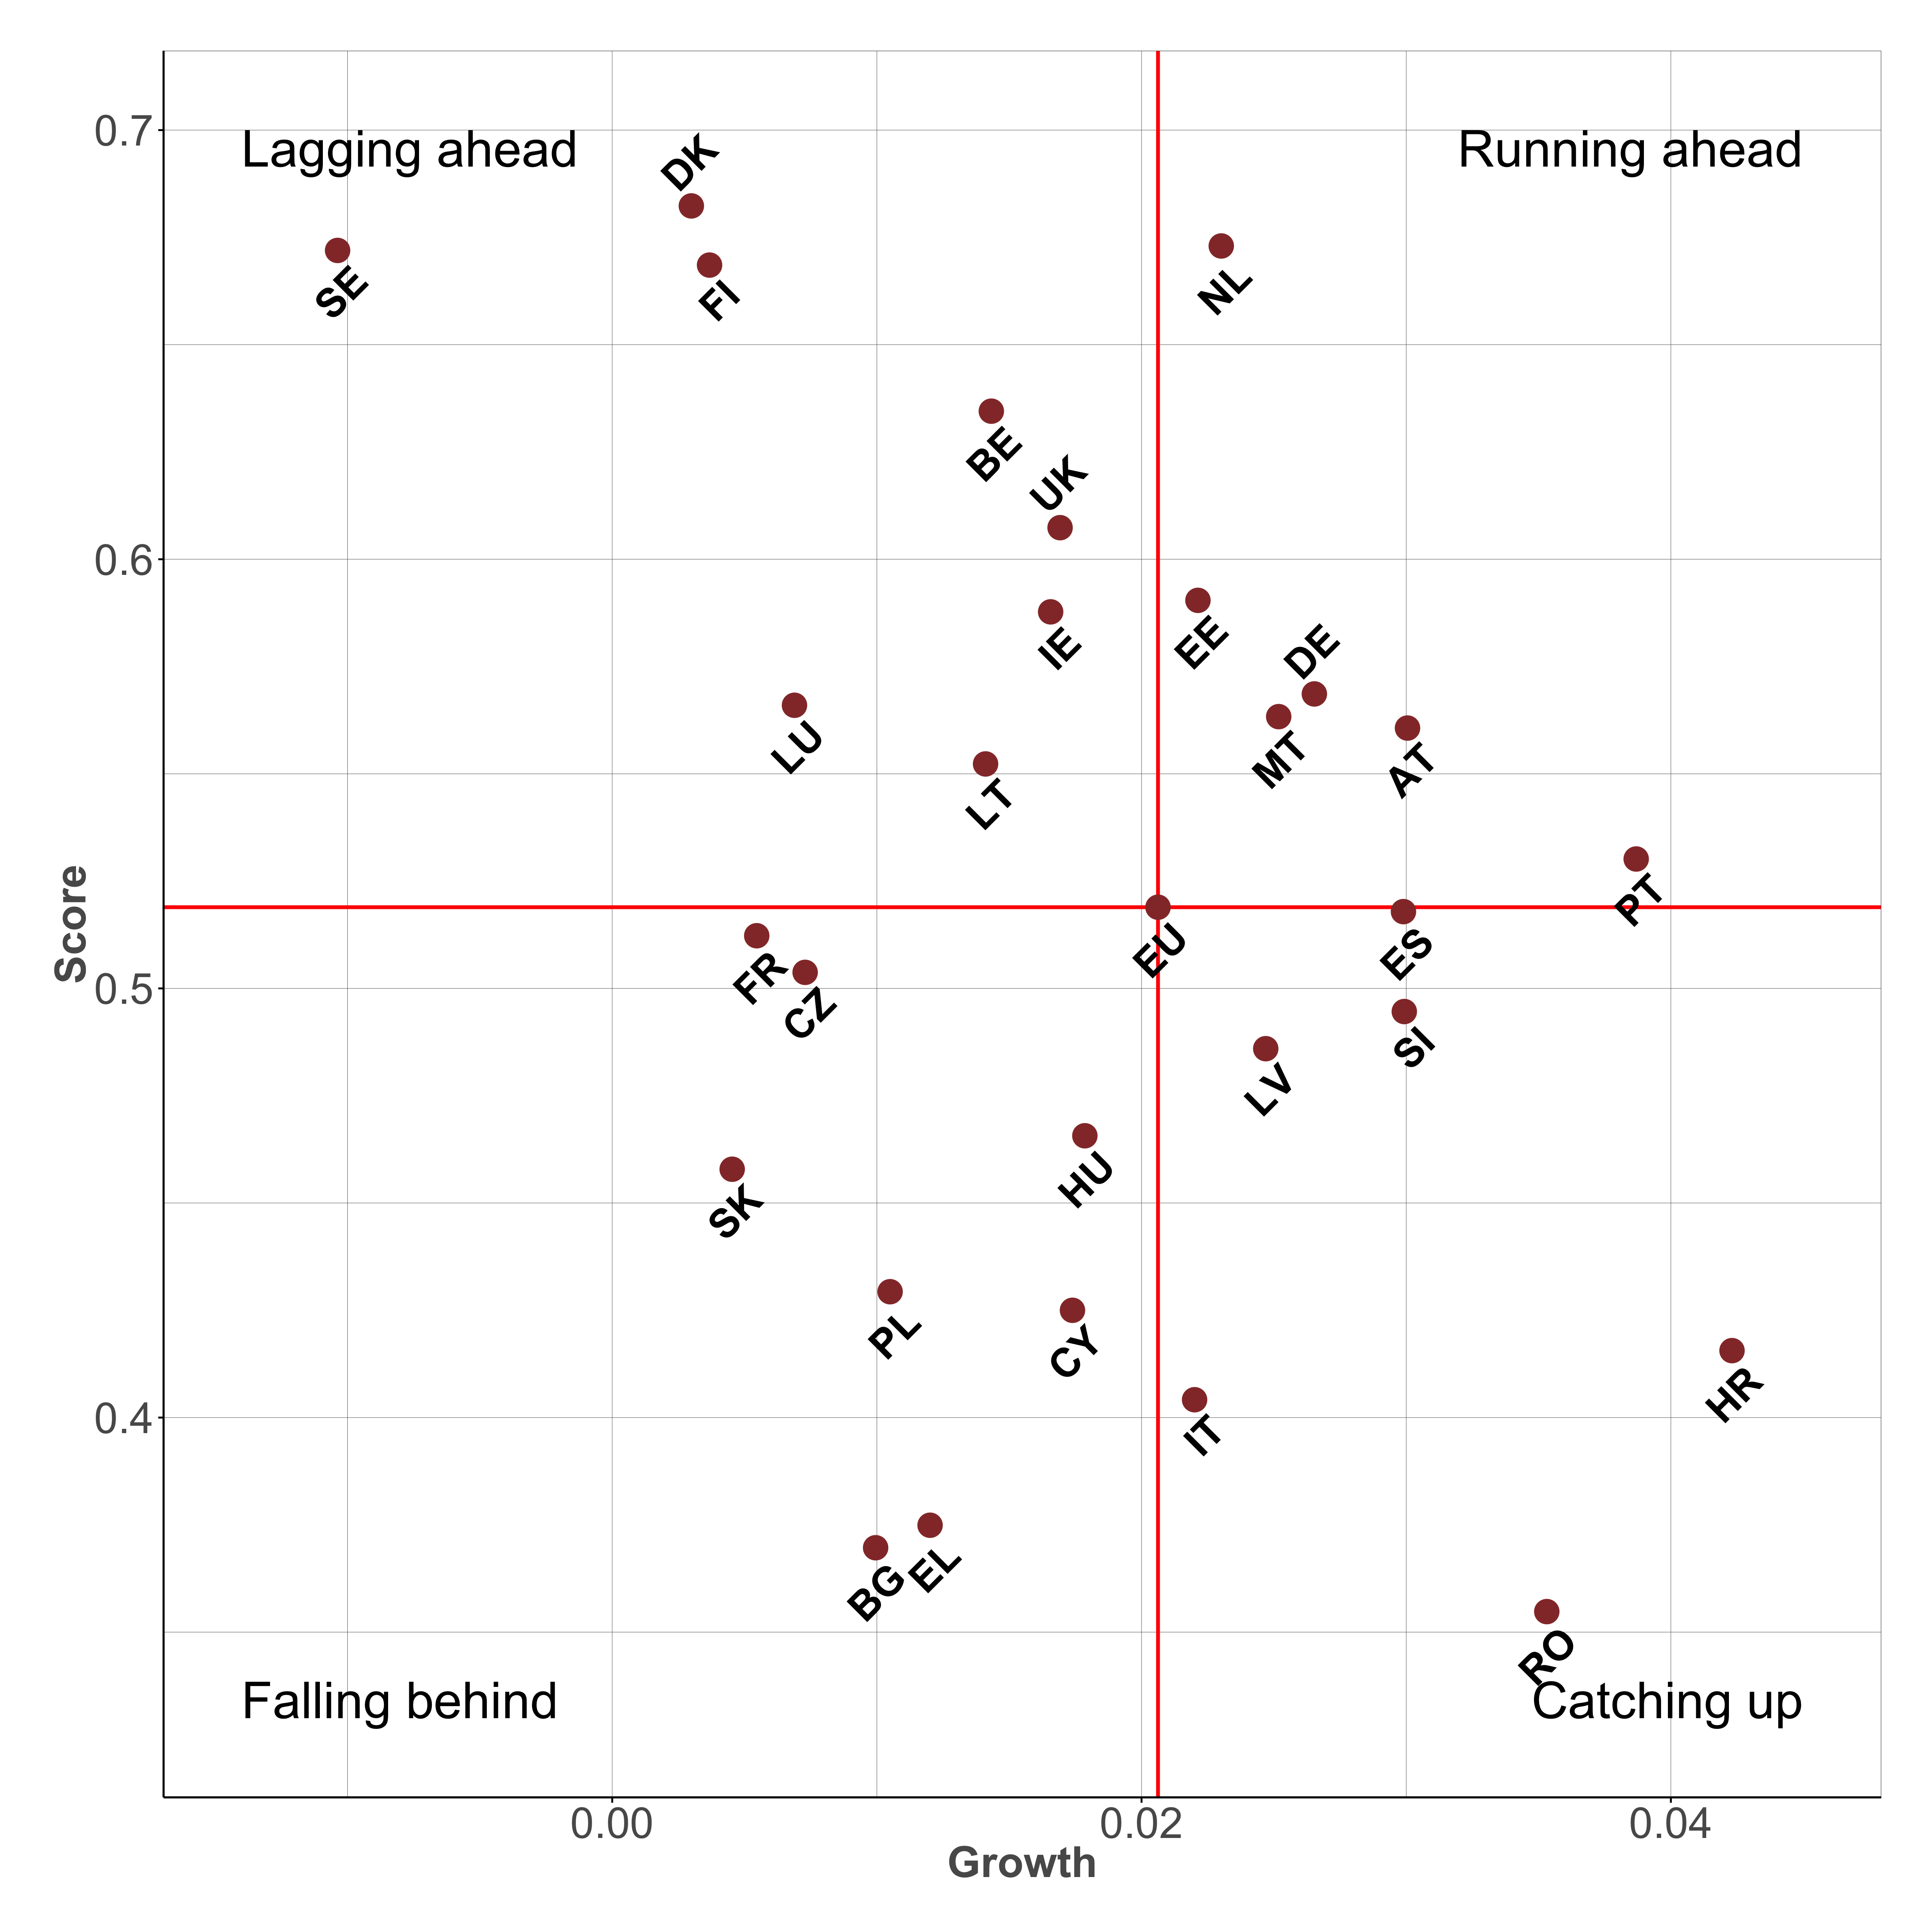 0.7
Lagging ahead
Running ahead
DK
SE
FI
NL
BE
UK
0.6
IE
EE
DE
LU
MT
AT
LT
PT
Score
EU
ES
0.5
FR
CZ
SI
LV
HU
SK
PL
CY
HR
0.4
IT
EL
BG
RO
Falling behind
Catching up
0.00
0.02
0.04
Growth